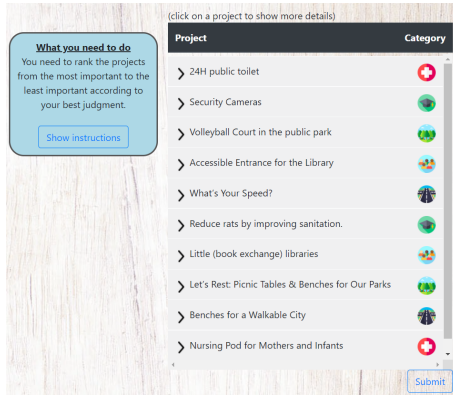 (click on a project to show more details)
What you need to do
You need to rank the projects
from the most important to the
least important according to
your best judgment.
Show instructions
Project Category
24H public toilet
Security Cameras
Volleyball Court in the public park
Accessible Entrance for the Library
What's Your Speed?
Reduce rats by improving sanitation.
Little (book exchange) libraries
Let's Rest: Picnic Tables & Benches for Our Parks
Benches for a Walkable City
Nursing Pod for Mothers and Infants
Submit